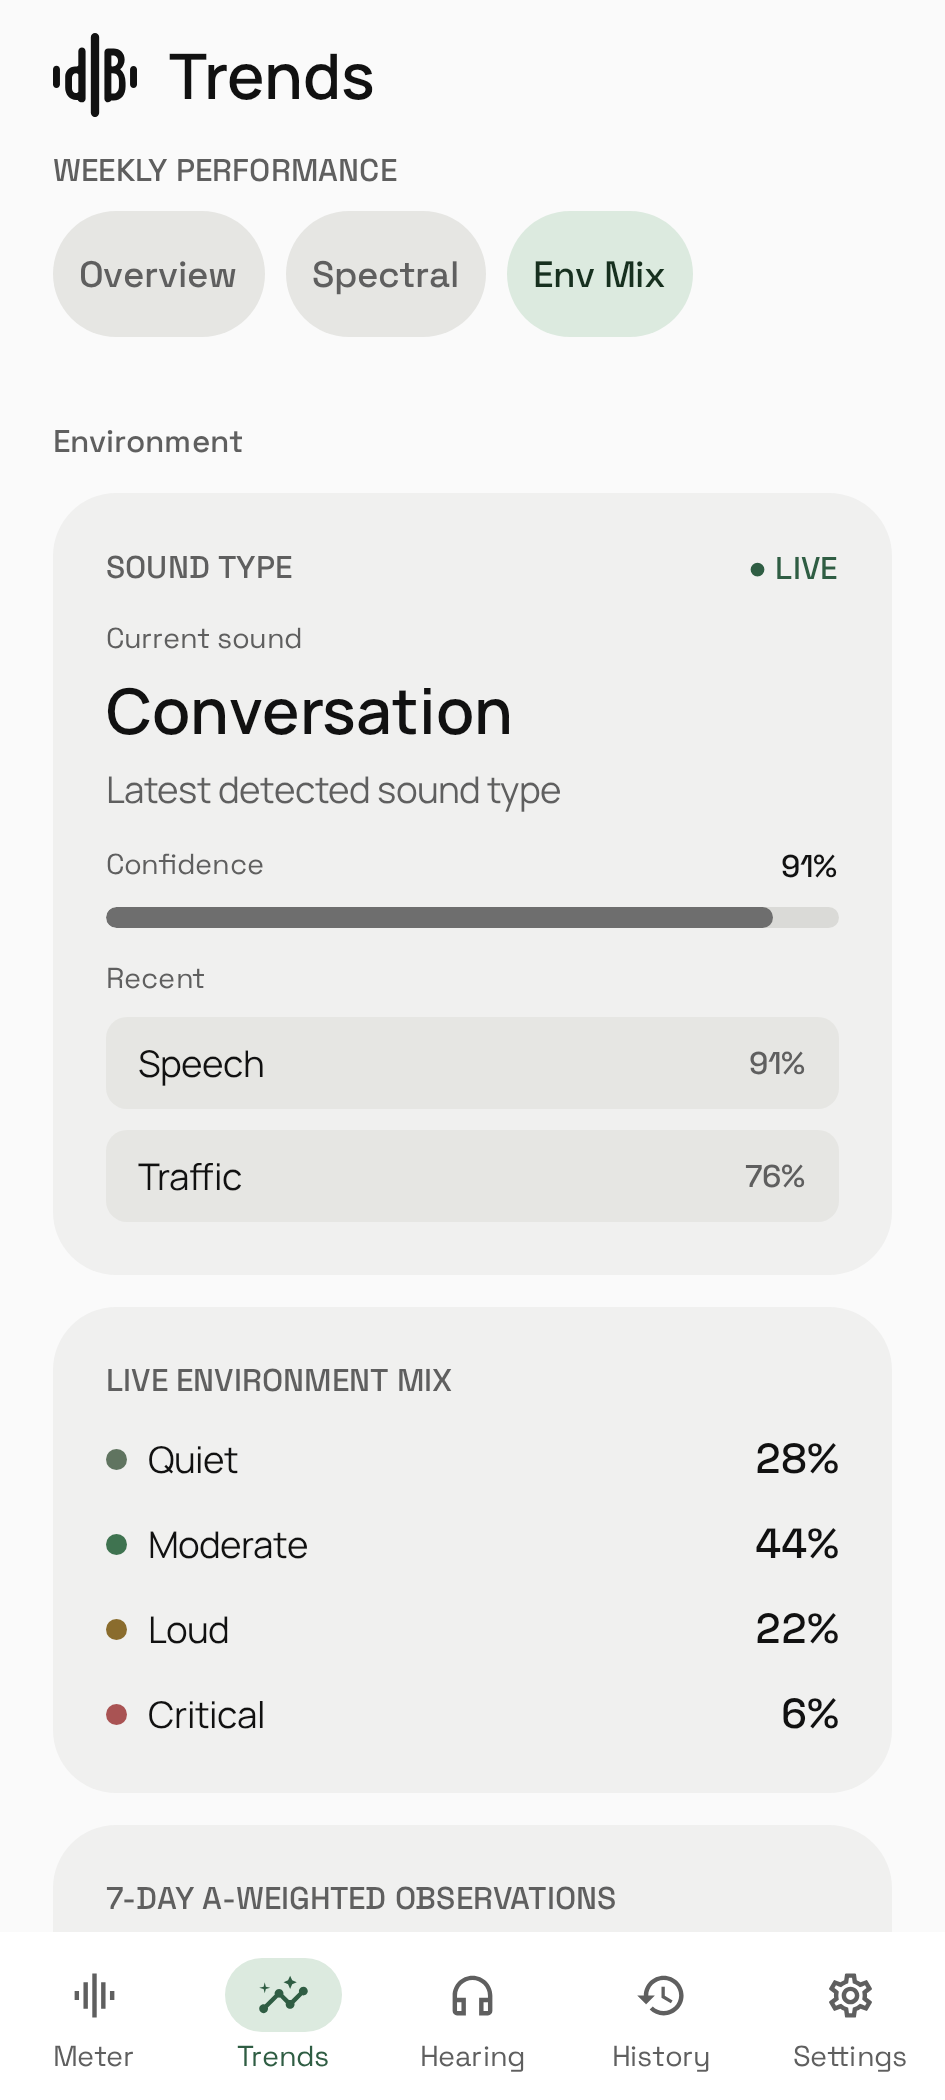 dB Trends
WEEKLY PERFORMANCE
Overview Spectral Env Mix
Environment
SOUND TYPE LIVE
Current sound
Conversation
Latest detected sound type
Confidence 91%
Recent
Speech 91%
Traffic 76%
LIVE ENVIRONMENT MIX
Quiet 28%
Moderate 44%
Loud 22%
Critical 6%
7-DAY A-WEIGHTED OBSERVATIONS
Meter Trends Hearing History Settings